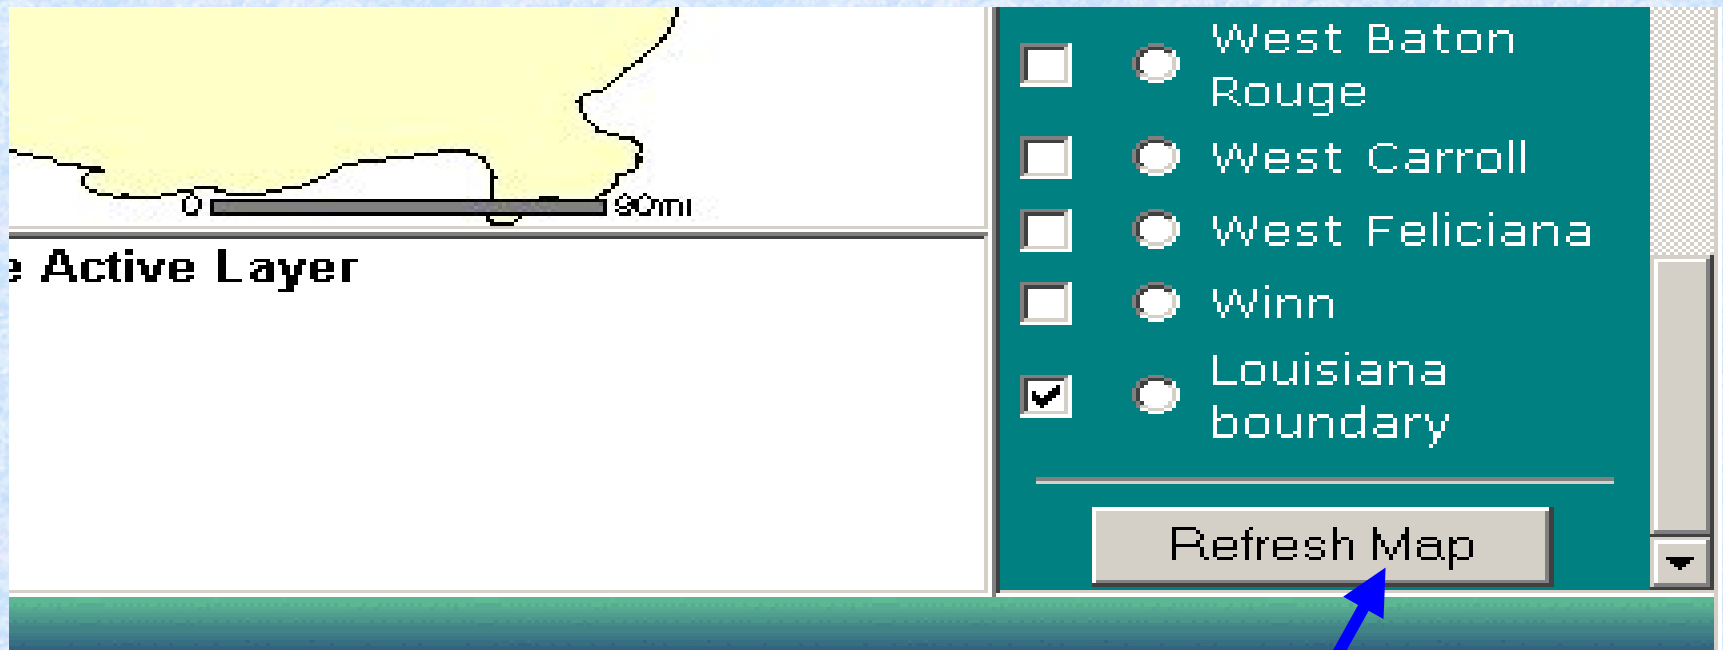 0 90mi
e Active Layer
West Baton
Rouge
West Carroll
West Feliciana
Winn
Louisiana
boundary
Refresh Map